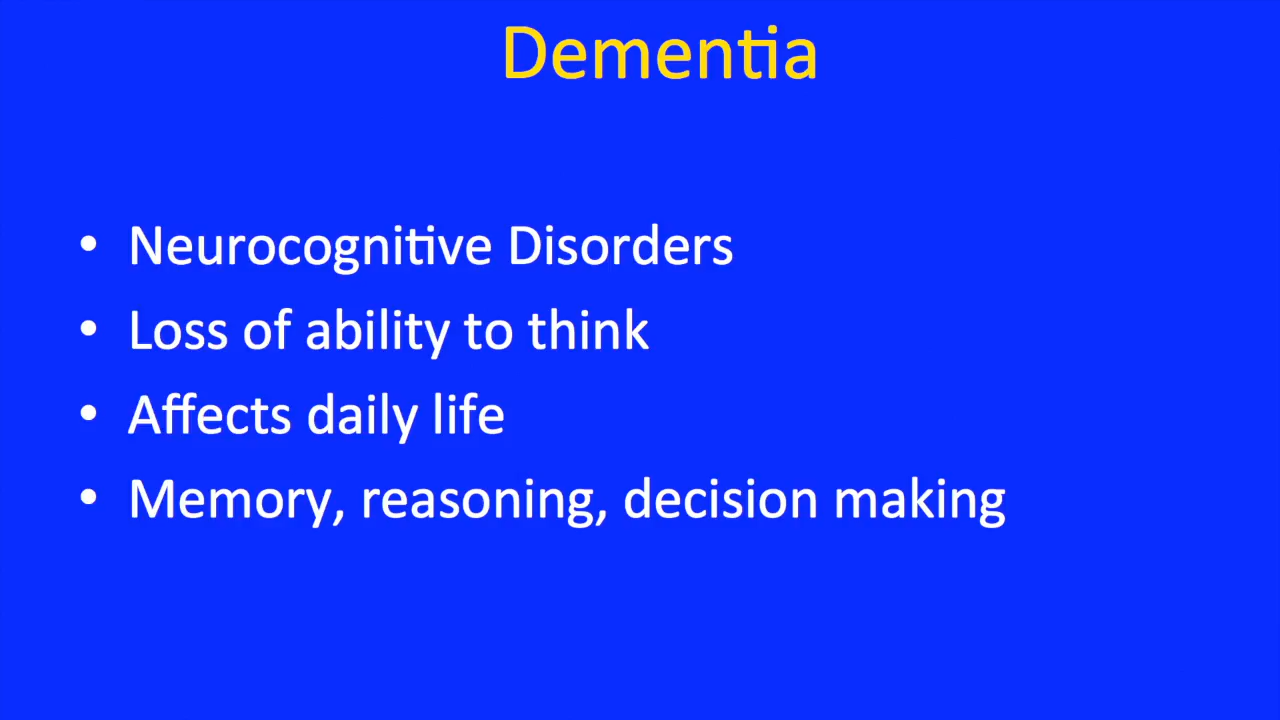 Dementia
• Neurocognitive Disorders
• Loss of ability to think
• Affects daily life
• Memory, reasoning, decision making